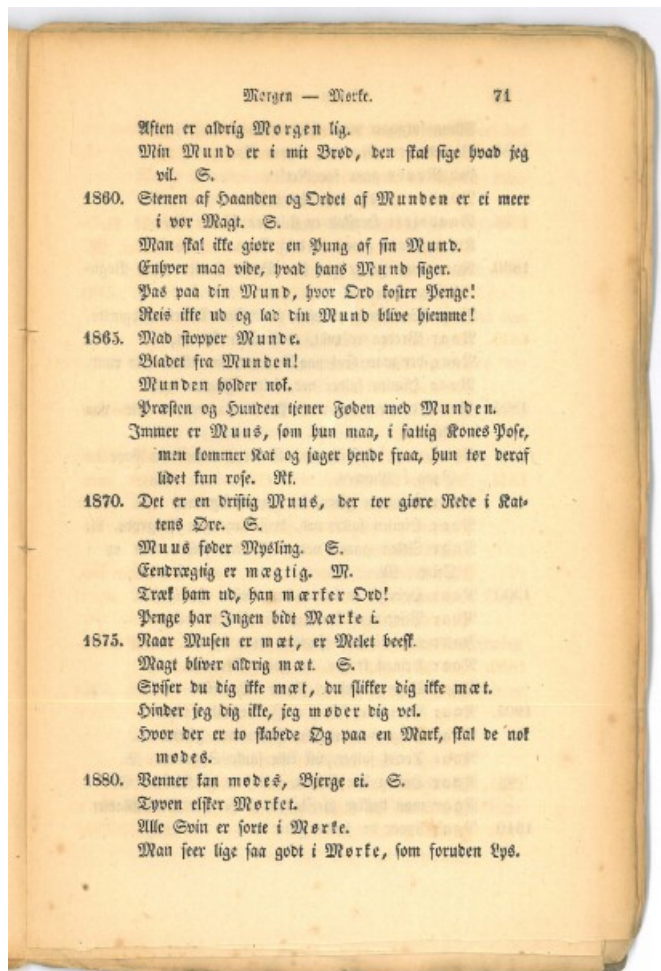 Morgen — Mørke. 71
Aften er aldrig Morgen lig.
Min Mund er i mit Brød, den skal sige hvad jeg
vil. S.
1860. Stenen af Haanden og Ordet af Munden er ei meer
i vor Magt. S.
Man skal ikke giøre en Pung af sin Mund.
Enhver maa vide, hvad hans Mund siger.
Pas paa din Mund, hvor Ord koster Penge!
Reis ikke ud og lad din Mund blive hiemme!
1865. Mad stopper Munde.
Bladet fra Munden!
Munden holder nok.
Præsten og Hunden tjener Føden med Munden.
Immer er Muus, som hun maa, i fattig Kones Pose,
men kommer Kat og jager hende fraa, hun tør deraf
lidet kun rose. Rk.
1870. Det er en dristig Muus, der tør giøre Rede i Kat-
tens Øre. S.
Muus føder Mysling. S.
Eendrægtig er mægtig. M.
Træk ham ud, han mærker Ord!
Penge har Ingen bidt Mærke i.
1875. Naar Musen er mæt, er Melet beesk.
Magt bliver aldrig mæt. S.
Spiser du dig ikke mæt, du slikker dig ikke mæt.
Hinder jeg dig ikke, jeg møder dig vel.
Hvor der er to skabede Øg paa en Mark, skal de nok
mødes.
1880. Venner kan mødes, Bjerge ei. S.
Tyven elsker Mørket.
Alle Svin er sorte i Mørke.
Man seer lige saa godt i Mørke, som foruden Lys.